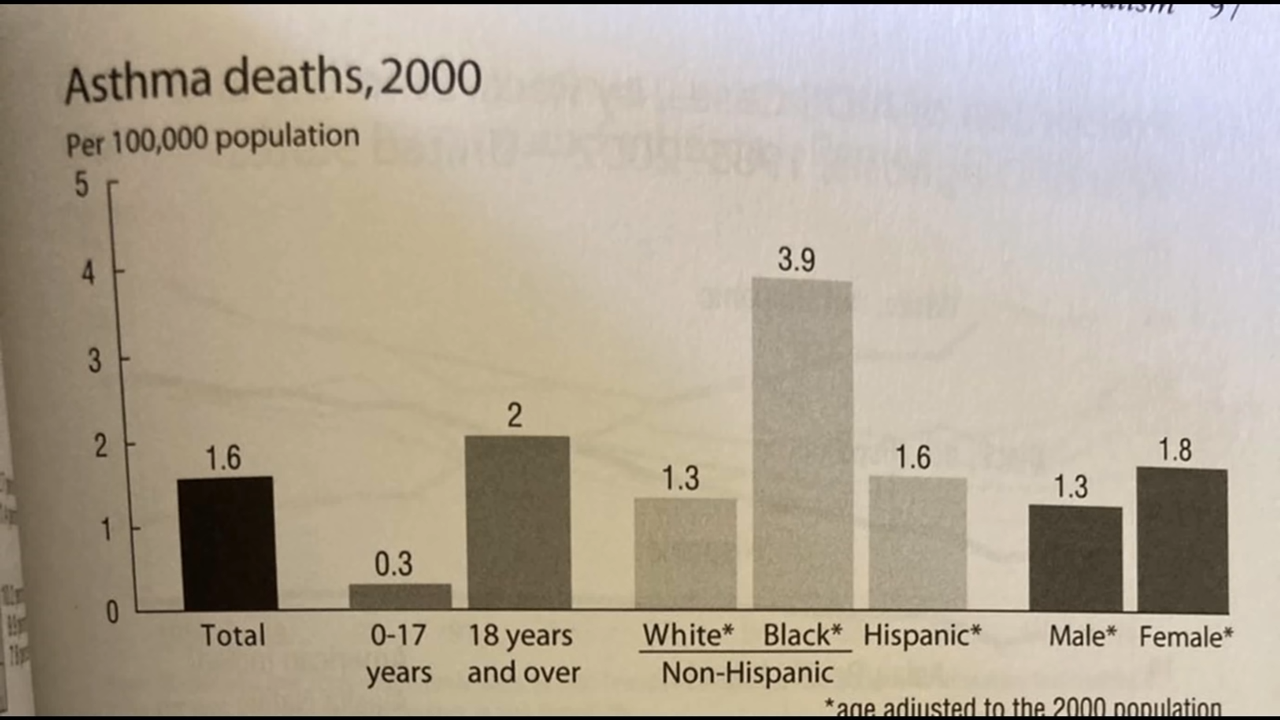 Asthma deaths, 2000
Per 100,000 population
5
4
3
2
1
0
1.6
0.3
2
1.3
3.9
1.6
1.3
1.8
Total
0-17 years
18 years and over
White* Black* Hispanic* Male* Female*
Non-Hispanic
*age adjusted to the 2000 population